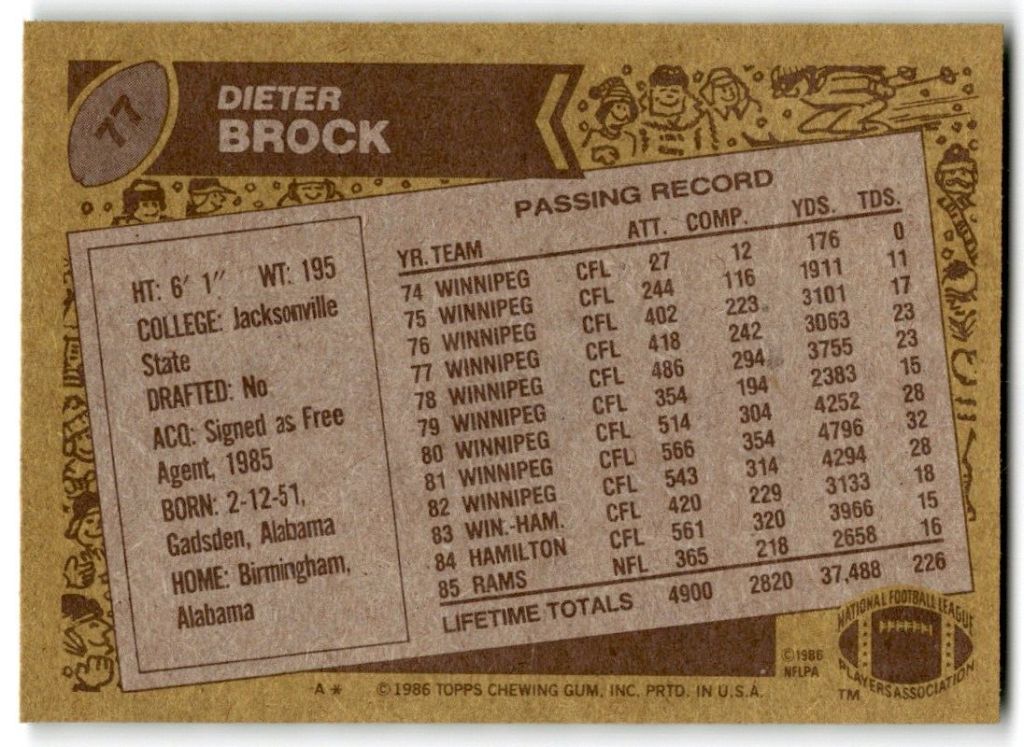 77
DIETER
BROCK
HT: 6' 1" WT: 195
COLLEGE: Jacksonville
State
DRAFTED: No
ACQ: Signed as Free
Agent, 1985
BORN: 2-12-51,
Gadsden, Alabama
HOME: Birmingham,
Alabama
PASSING RECORD
YR. TEAM ATT. COMP. YDS. TDS.
74 WINNIPEG CFL 27 12 176 0
75 WINNIPEG CFL 244 116 1911 11
76 WINNIPEG CFL 402 223 3101 17
77 WINNIPEG CFL 418 242 3063 23
78 WINNIPEG CFL 486 294 3755 23
79 WINNIPEG CFL 354 194 2383 15
80 WINNIPEG CFL 514 304 4252 28
81 WINNIPEG CFL 566 354 4796 32
82 WINNIPEG CFL 543 314 4294 28
83 WIN.-HAM. CFL 420 229 3133 18
84 HAMILTON CFL 561 320 3966 15
85 RAMS NFL 365 218 2658 16
LIFETIME TOTALS 4900 2820 37,488 226
©1986
NFLPA
NATIONAL FOOTBALL LEAGUE
PLAYERS ASSOCIATION
TM
A * ©1986 TOPPS CHEWING GUM, INC. PRTD. IN U.S.A.